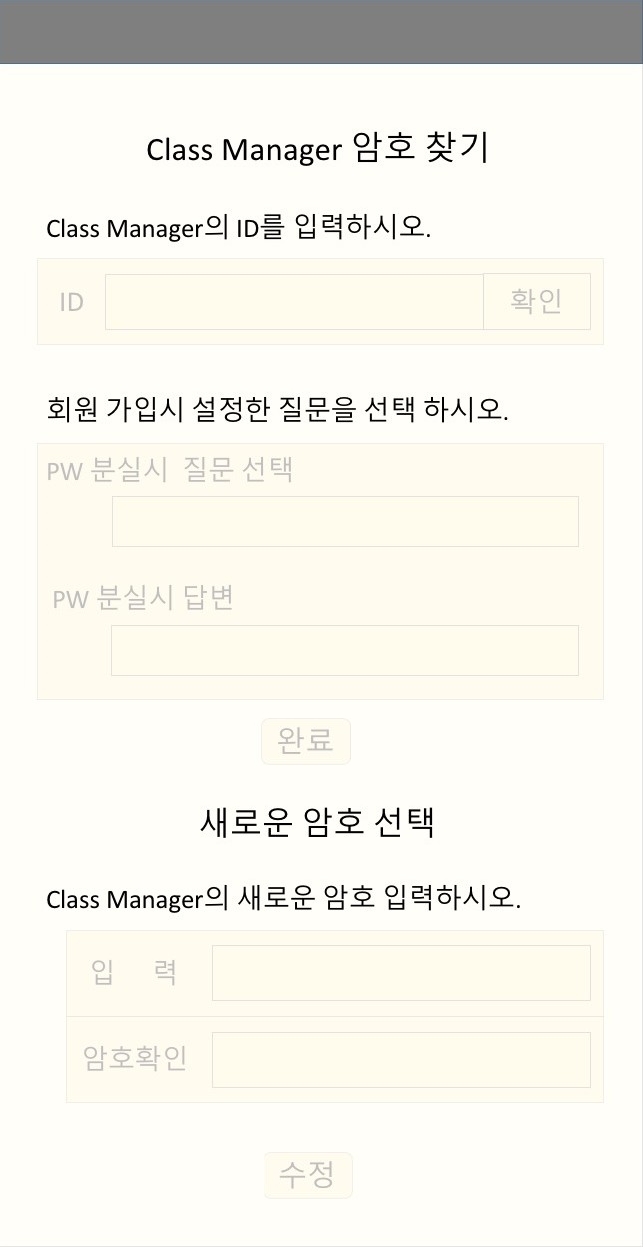 Class Manager 암호 찾기
Class Manager의 ID를 입력하시오.
ID 확인
회원 가입시 설정한 질문을 선택 하시오.
PW 분실시 질문 선택
PW 분실시 답변
완료
새로운 암호 선택
Class Manager의 새로운 암호 입력하시오.
입 력
암호확인
수정